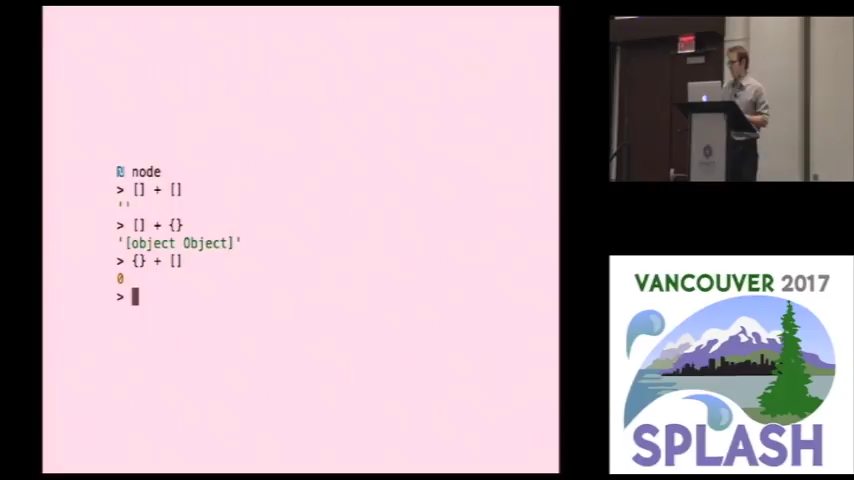 node
> [] + []
''
> [] + {}
'[object Object]'
> {} + []
0
>
VANCOUVER 2017
SPLASH